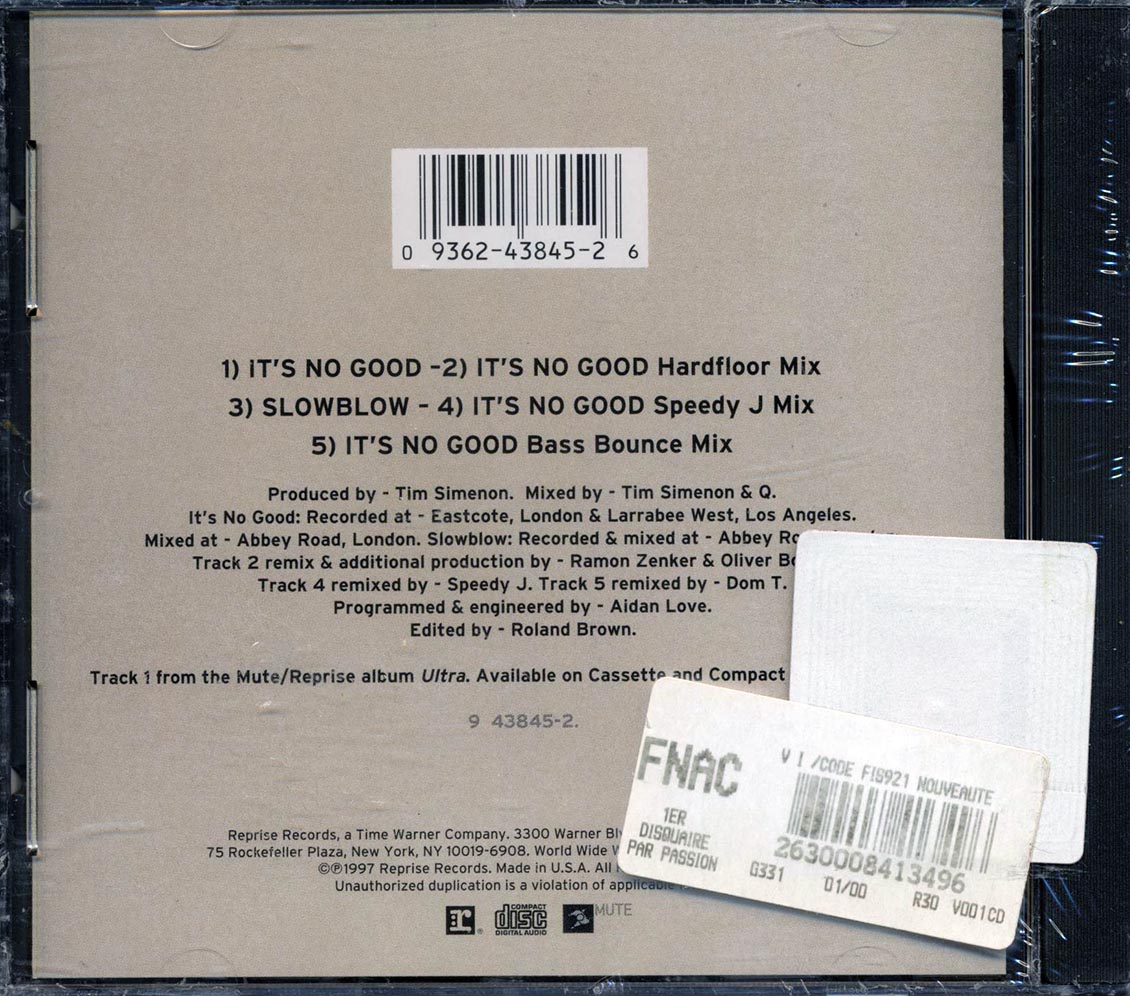 0 9362-43845-2 6
1) iT'S NO GOOD -2) IT'S NO GOOD Hardfloor Mix
3) SLOWBLOW - 4) IT'S NO GOOD Speedy J Mix
5) IT'S NO GOOD Bass Bounce Mix
Produced by - Tim Simenon. Mixed by - Tim Simenon & Q.
It's No Good: Recorded at - Eastcote, London & Larrabee West, Los Angeles.
Mixed at - Abbey Road, London. Slowblow: Recorded & mixed at - Abbey
Track 2 remix & additional production by - Ramon Zenker & Oliver
Track 4 remixed by - Speedy J. Track 5 remixed by - Dom T.
Programmed & engineered by - Aidan Love.
Edited by - Roland Brown.
Track 1 from the Mute/Reprise album Ultra. Available on Cassette and Compact
9 43845-2.
Reprise Records, a Time Warner Company. 3300 Warner
75 Rockefeller Plaza, New York, NY 10019-6908. World Wide
©℗1997 Reprise Records. Made in U.S.A. All
Unauthorized duplication is a violation of applicable
r ®
COMPACT disc DIGITAL AUDIO
MUTE
FNAC
V I /CODE FIS921 NOUVEAUTE
1ER
DISQUAIRE
PAR PASSION
2630008413496
G331 01/00 R30 V001CD